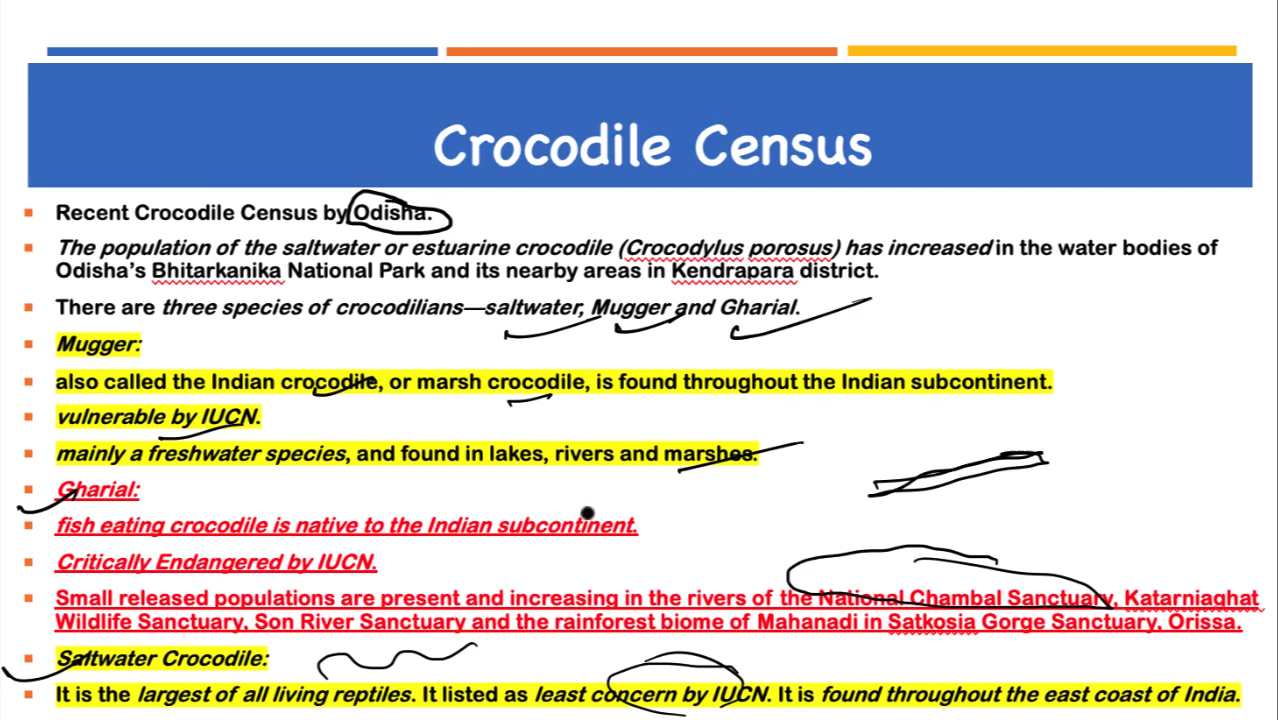 Crocodile Census
Recent Crocodile Census by Odisha.
The population of the saltwater or estuarine crocodile (Crocodylus porosus) has increased in the water bodies of
Odisha’s Bhitarkanika National Park and its nearby areas in Kendrapara district.
There are three species of crocodilians—saltwater, Mugger and Gharial.
Mugger:
also called the Indian crocodile, or marsh crocodile, is found throughout the Indian subcontinent.
vulnerable by IUCN.
mainly a freshwater species, and found in lakes, rivers and marshes.
Gharial:
fish eating crocodile is native to the Indian subcontinent.
Critically Endangered by IUCN.
Small released populations are present and increasing in the rivers of the National Chambal Sanctuary, Katarniaghat
Wildlife Sanctuary, Son River Sanctuary and the rainforest biome of Mahanadi in Satkosia Gorge Sanctuary, Orissa.
Saltwater Crocodile:
It is the largest of all living reptiles. It listed as least concern by IUCN. It is found throughout the east coast of India.